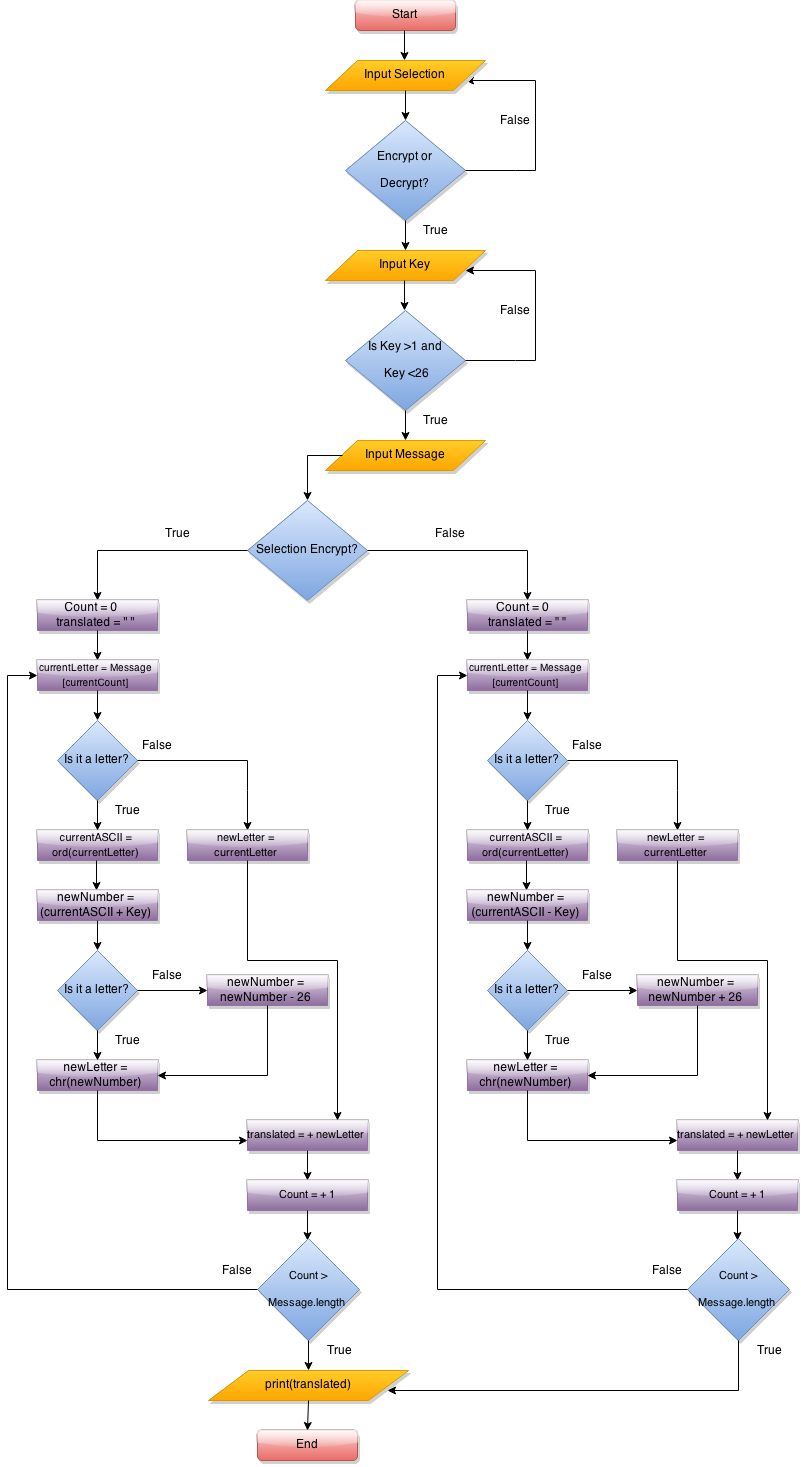 Start
Input Selection
False
Encrypt or
Decrypt?
True
Input Key
False
Is Key >1 and
Key <26
True
Input Message
True
Selection Encrypt?
False
Count = 0
translated = " "
currentLetter = Message
[currentCount]
Is it a letter?
False
True
currentASCII =
ord(currentLetter)
newLetter =
currentLetter
newNumber =
(currentASCII + Key)
Is it a letter?
False
newNumber =
newNumber - 26
True
newLetter =
chr(newNumber)
translated = + newLetter
Count = + 1
False
Count >
Message.length
True
Count = 0
translated = " "
currentLetter = Message
[currentCount]
Is it a letter?
False
True
currentASCII =
ord(currentLetter)
newLetter =
currentLetter
newNumber =
(currentASCII - Key)
Is it a letter?
False
newNumber =
newNumber + 26
True
newLetter =
chr(newNumber)
translated = + newLetter
Count = + 1
False
Count >
Message.length
True
print(translated)
End